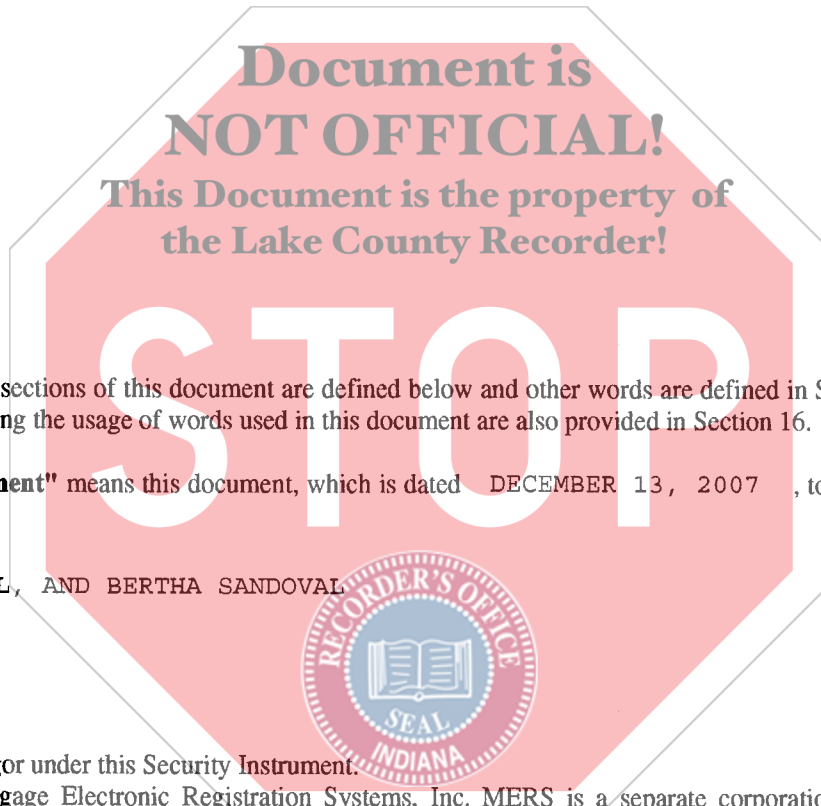 Document is
NOT OFFICIAL!
This Document is the property of
the Lake County Recorder!
STOP
sections of this document are defined below and other words are defined in S
ng the usage of words used in this document are also provided in Section 16.
nent" means this document, which is dated DECEMBER 13, 2007 , to
L, AND BERTHA SANDOVAL
RECORDER'S OFFICE
SEAL
INDIANA
gor under this Security Instrument.
gage Electronic Registration Systems, Inc. MERS is a separate corporatio